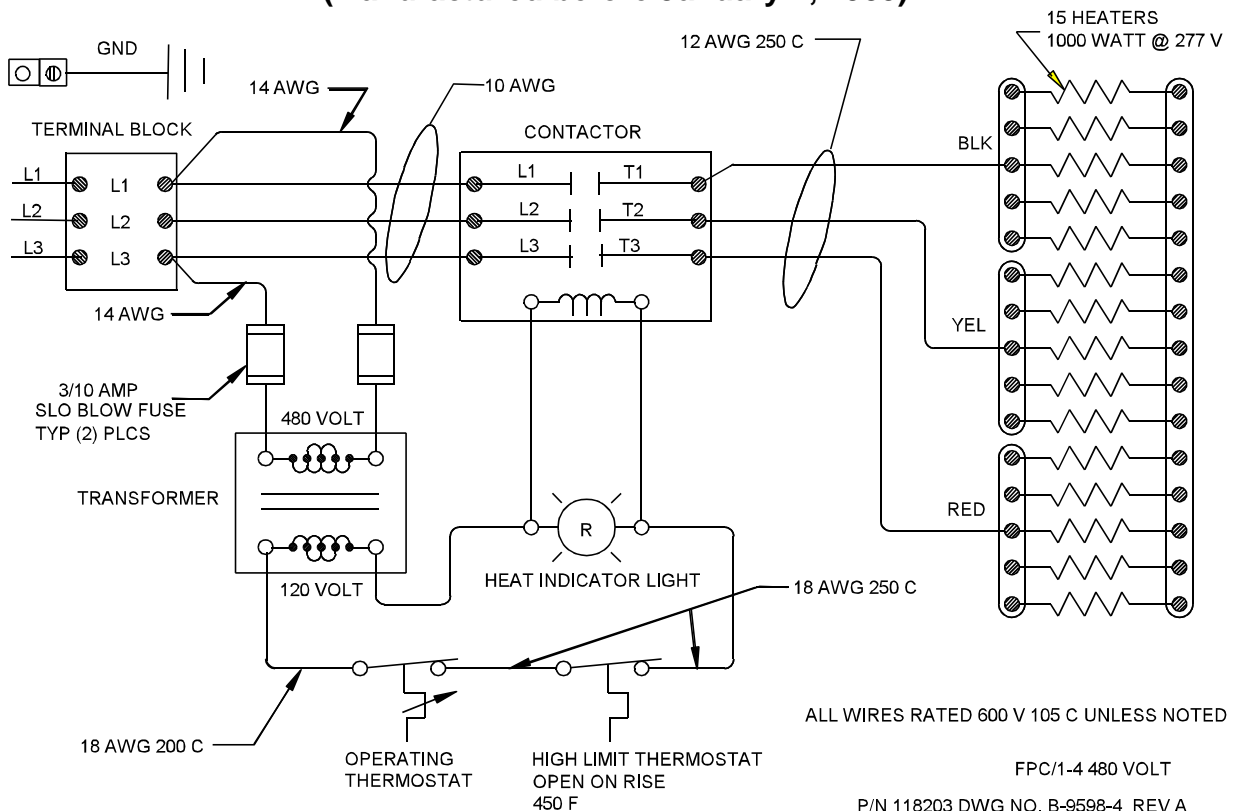 15 HEATERS
1000 WATT @ 277 V
12 AWG 250 C
GND
14 AWG
10 AWG
TERMINAL BLOCK
CONTACTOR
BLK
L1
L1
L1
T1
L2
L2
L2
T2
L3
L3
L3
T3
14 AWG
YEL
3/10 AMP
SLO BLOW FUSE
TYP (2) PLCS
480 VOLT
TRANSFORMER
RED
R
120 VOLT
HEAT INDICATOR LIGHT
18 AWG 250 C
18 AWG 200 C
OPERATING
THERMOSTAT
HIGH LIMIT THERMOSTAT
OPEN ON RISE
450 F
ALL WIRES RATED 600 V 105 C UNLESS NOTED
FPC/1-4 480 VOLT
P/N 118203 DWG NO. B-9598-4 REV A